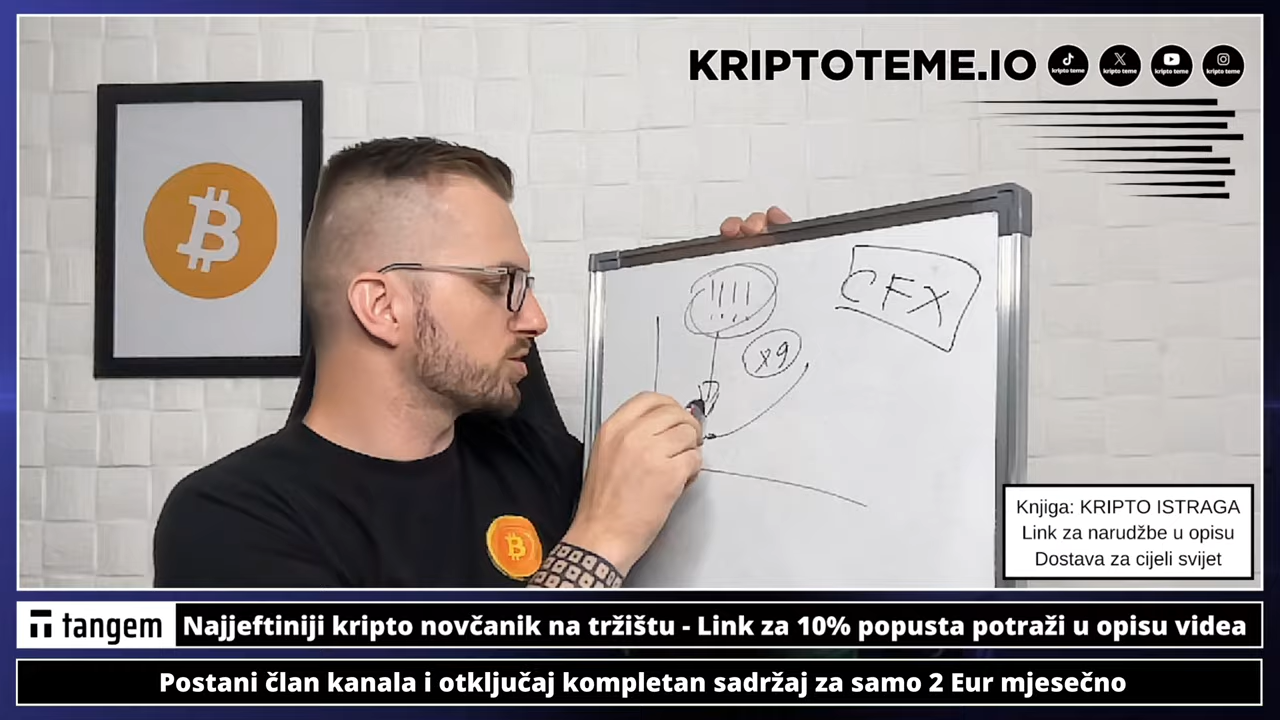 KRIPTOTEME.IO
kripto teme
kripto teme
kripto teme
kripto teme
!!!!
CFX
x9
Knjiga: KRIPTO ISTRAGA
Link za narudžbe u opisu
Dostava za cijeli svijet
tangem
Najjeftiniji kripto novčanik na tržištu - Link za 10% popusta potraži u opisu videa
Postani član kanala i otključaj kompletan sadržaj za samo 2 Eur mjesečno